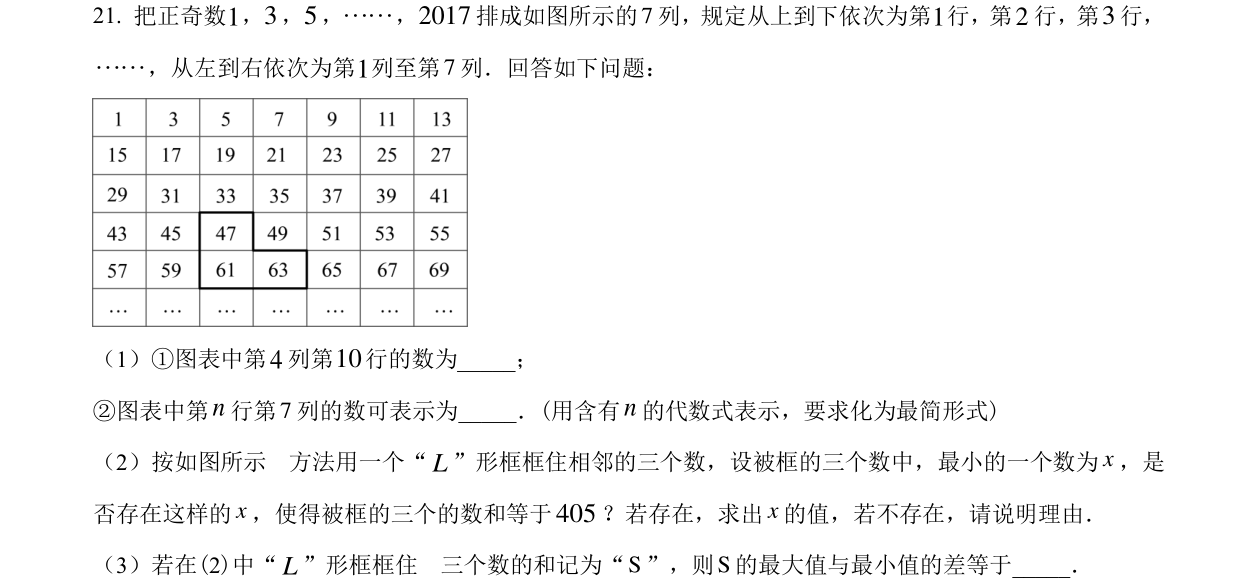 21. 把正奇数1，3，5，……，2017排成如图所示的7列，规定从上到下依次为第1行，第2行，第3行，
……，从左到右依次为第1列至第7列．回答如下问题：
1 3 5 7 9 11 13
15 17 19 21 23 25 27
29 31 33 35 37 39 41
43 45 47 49 51 53 55
57 59 61 63 65 67 69
… … … … … … …
（1）①图表中第4列第10行的数为_____；
②图表中第n行第7列的数可表示为_____．(用含有n的代数式表示，要求化为最简形式)
（2）按如图所示　方法用一个“L”形框框住相邻的三个数，设被框的三个数中，最小的一个数为x，是
否存在这样的x，使得被框的三个的数和等于405？若存在，求出x的值，若不存在，请说明理由．
（3）若在(2)中“L”形框框住　三个数的和记为“S”，则S的最大值与最小值的差等于_____．